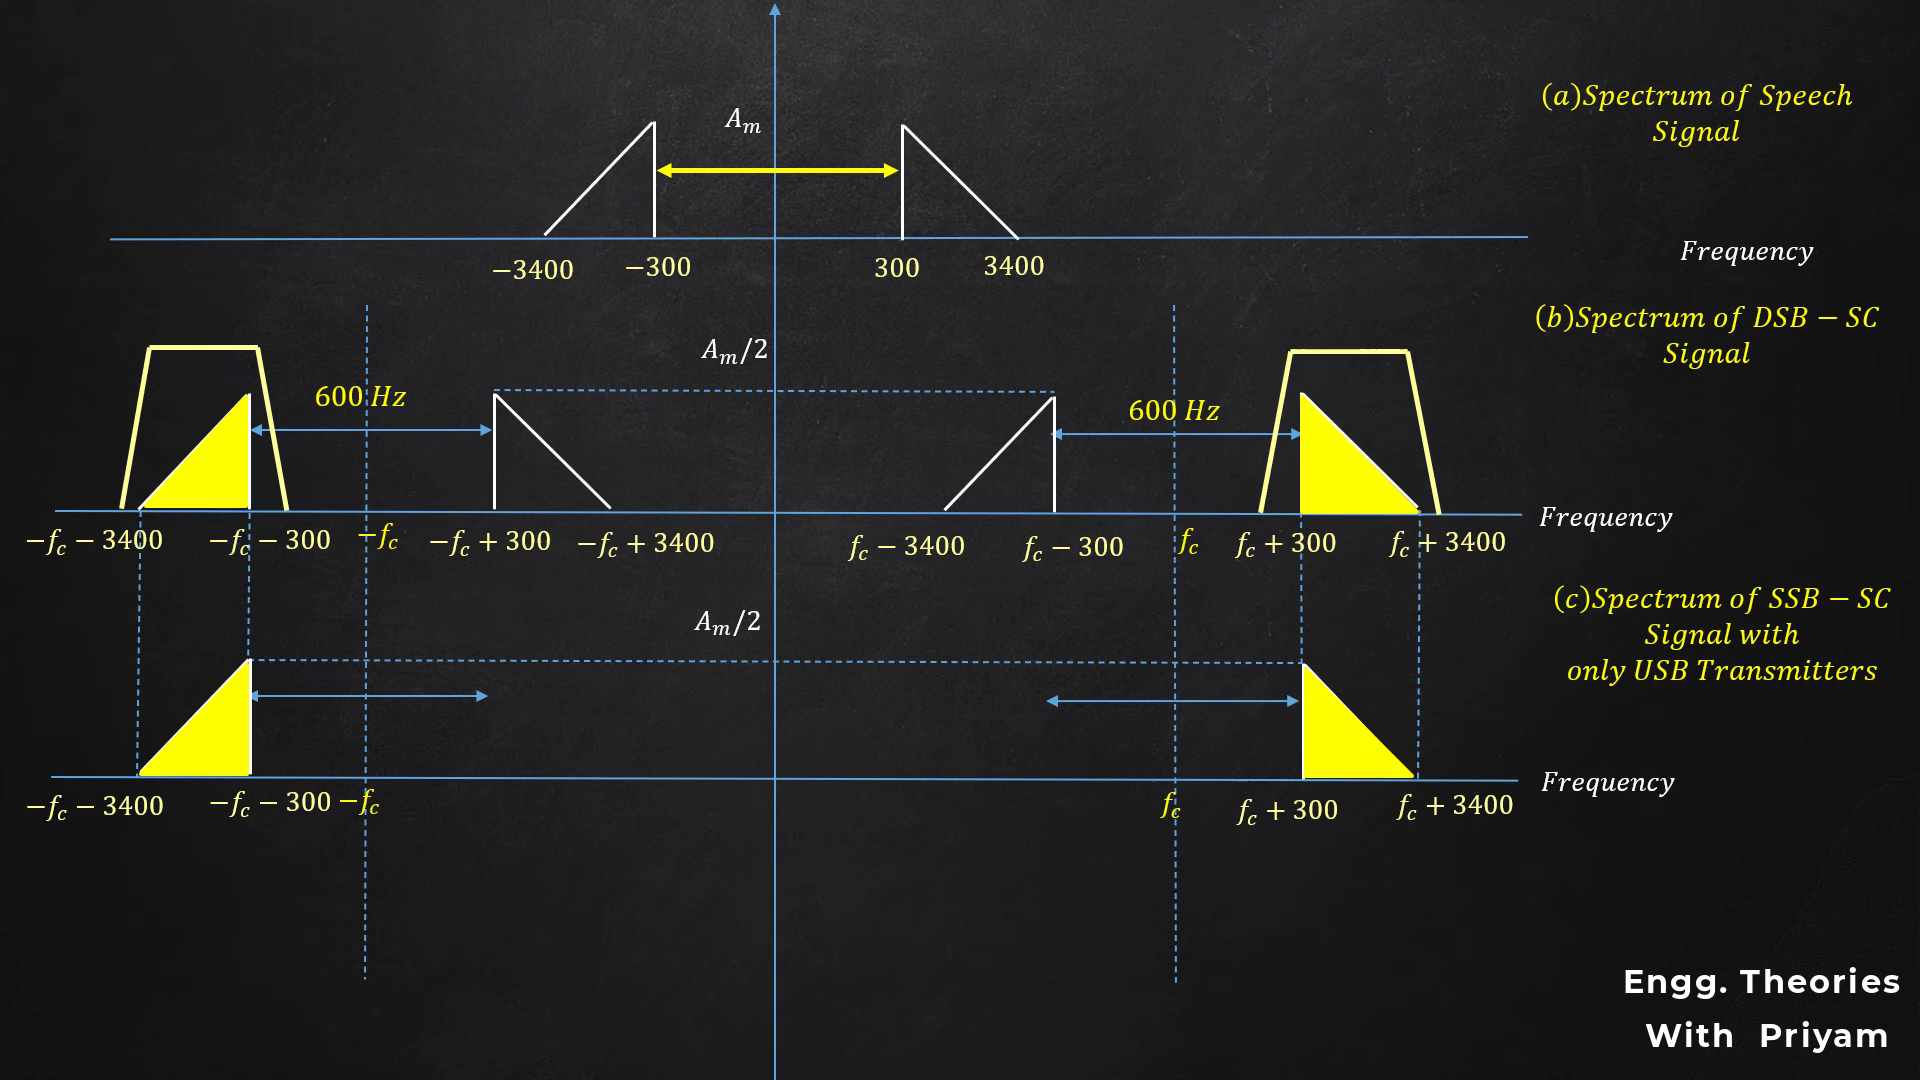 (a)Spectrum of Speech
Signal
A_m
−3400
−300
300
3400
Frequency
(b)Spectrum of DSB − SC
Signal
A_m/2
600 Hz
600 Hz
−f_c − 3400
−f_c − 300
−f_c
−f_c + 300
−f_c + 3400
f_c − 3400
f_c − 300
f_c
f_c + 300
f_c + 3400
Frequency
(c)Spectrum of SSB − SC
Signal with
only USB Transmitters
A_m/2
−f_c − 3400
−f_c − 300
−f_c
f_c
f_c + 300
f_c + 3400
Frequency
Engg. Theories
With Priyam